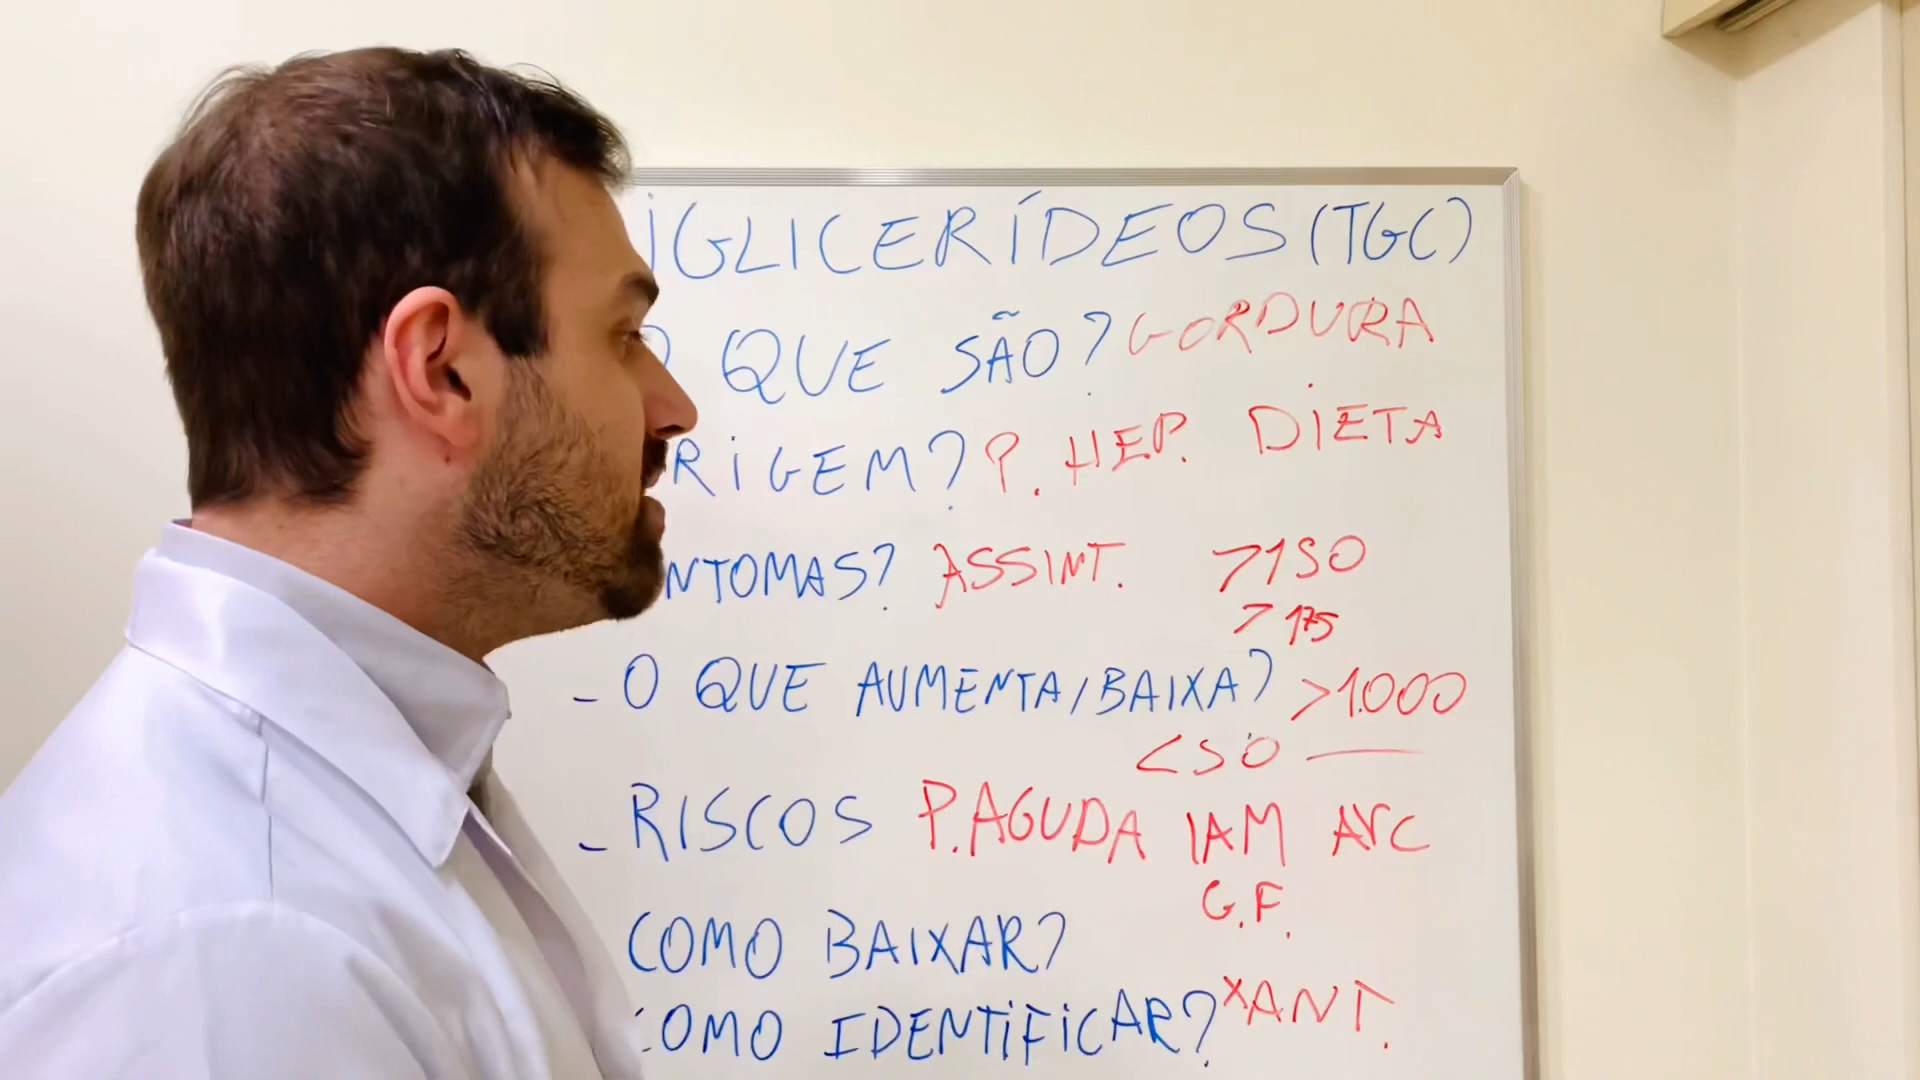 IGLICERÍDEOS (TGC)
O QUE SÃO? GORDURA
RIGEM? P. HEP. DIETA
NTOMAS? ASSINT. >150
>175
- O QUE AUMENTA/BAIXA? >1.000
<50 —
- RISCOS P.AGUDA IAM AVC
G.F.
COMO BAIXAR?
COMO IDENTIFICAR? XANT.